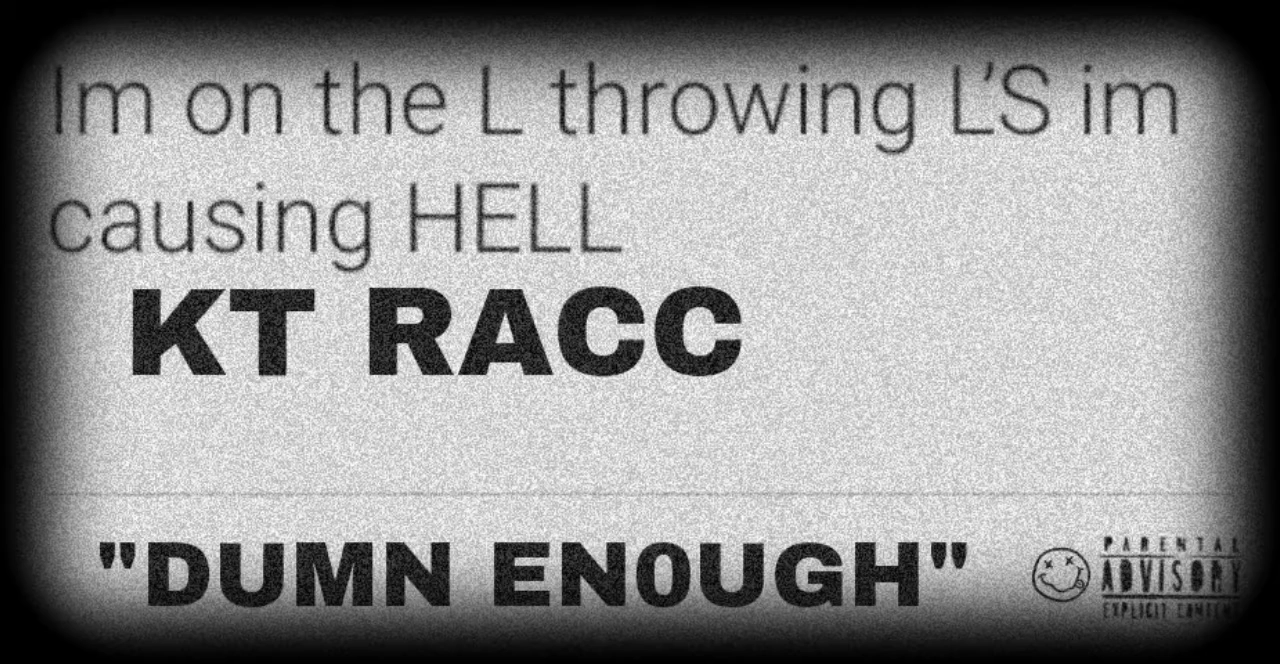 Im on the L throwing L'S im
causing HELL
KT RACC
"DUMN EN0UGH"
PARENTAL
ADVISORY
EXPLICIT CONTENT